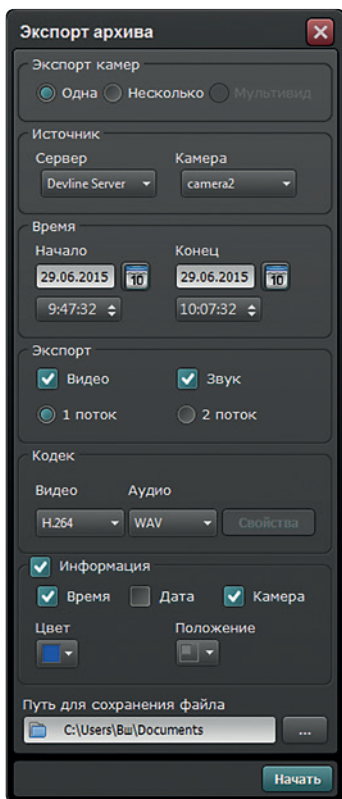 Экспорт архива
Экспорт камер
Одна Несколько Мультивид
Источник
Сервер Камера
Devline Server camera2
Время
Начало Конец
29.06.2015 10 29.06.2015 10
9:47:32 10:07:32
Экспорт
Видео Звук
1 поток 2 поток
Кодек
Видео Аудио
H.264 WAV Свойства
Информация
Время Дата Камера
Цвет Положение
Путь для сохранения файла
C:\Users\Вш\Documents ...
Начать